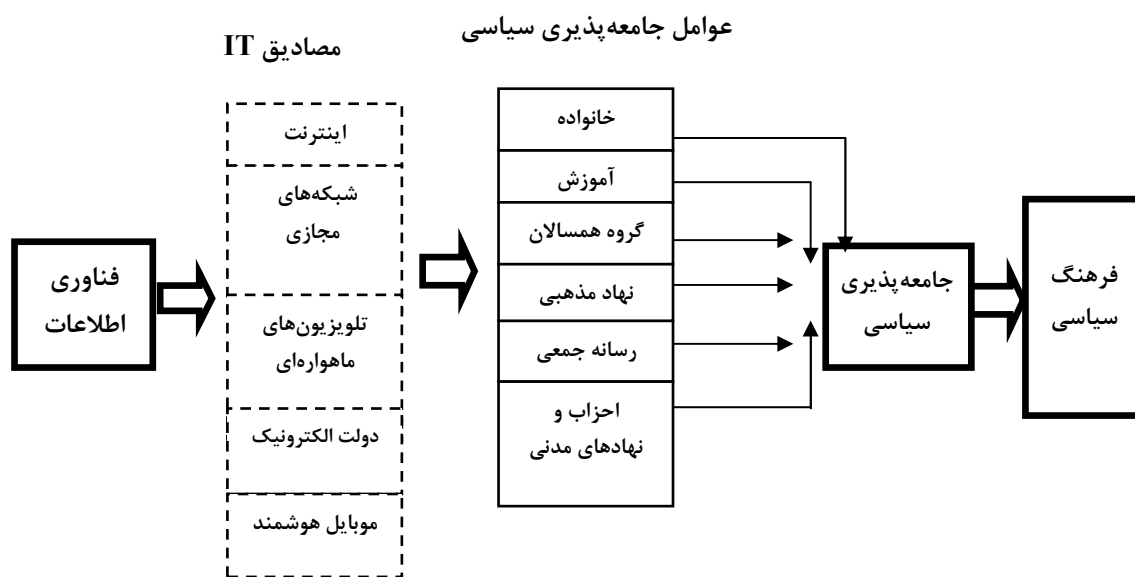 عوامل جامعه‌پذیری سیاسی
مصادیق IT
فناوری
اطلاعات
اینترنت
شبکه‌های
مجازی
تلویزیون‌های
ماهواره‌ای
دولت الکترونیک
موبایل هوشمند
خانواده
آموزش
گروه همسالان
نهاد مذهبی
رسانه جمعی
احزاب و
نهادهای مدنی
جامعه‌پذیری
سیاسی
فرهنگ
سیاسی